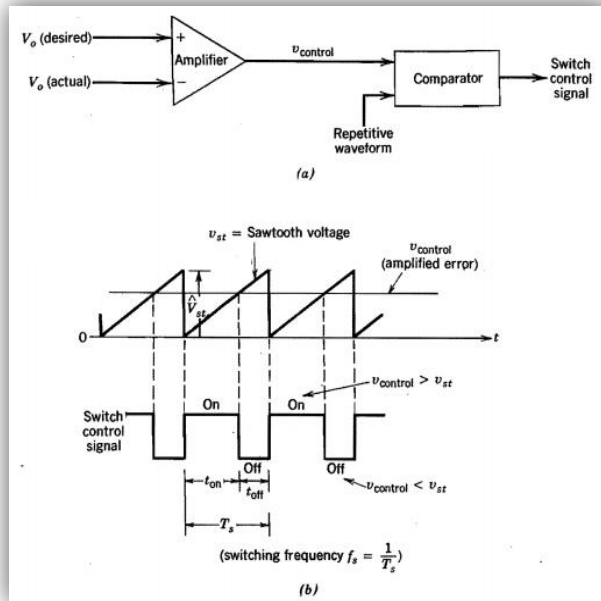 V_o (desired)
+
Amplifier
V_o (actual)
−
v_control
Comparator
Switch
control
signal
Repetitive
waveform
(a)
v_st = Sawtooth voltage
v_control
(amplified error)
V̂_st
0
t
v_control > v_st
On
On
Switch
control
signal
Off
Off
t_on
t_off
v_control < v_st
T_s
(switching frequency f_s = 1/T_s)
(b)